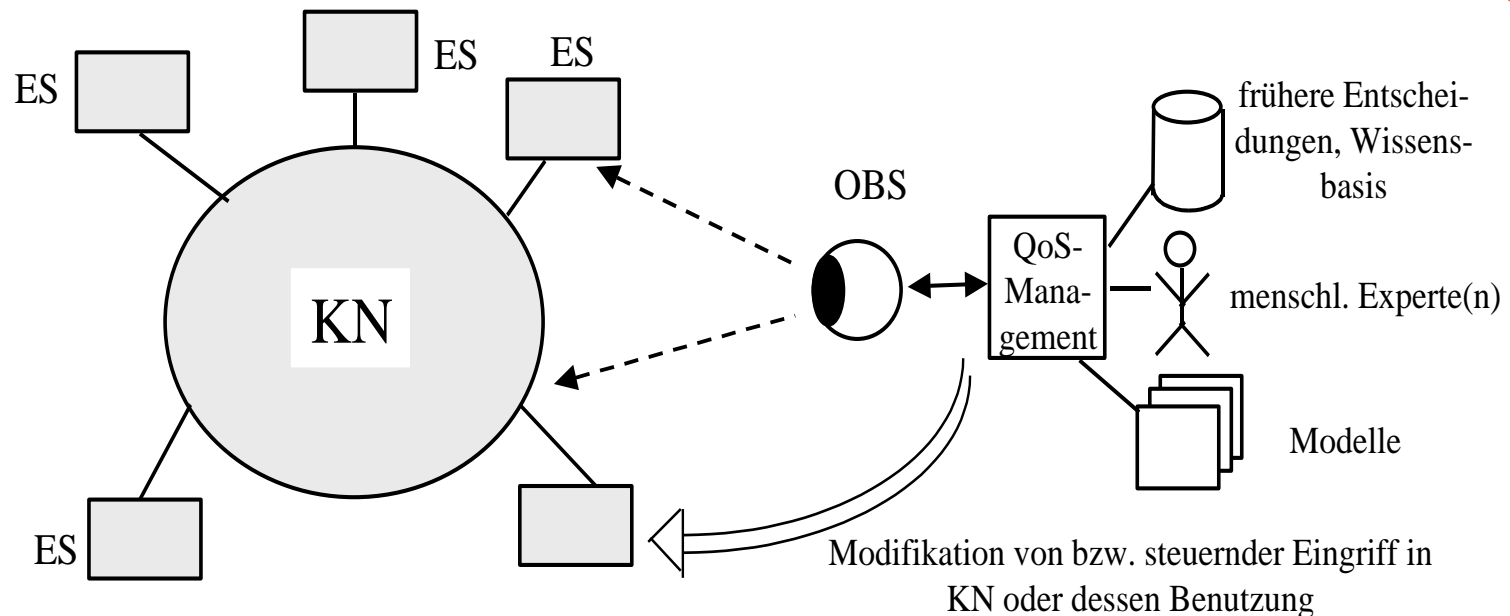 ES
ES
ES
frühere Entschei-
dungen, Wissens-
basis
OBS
QoS-
Mana-
gement
KN
menschl. Experte(n)
Modelle
ES
Modifikation von bzw. steuernder Eingriff in
KN oder dessen Benutzung